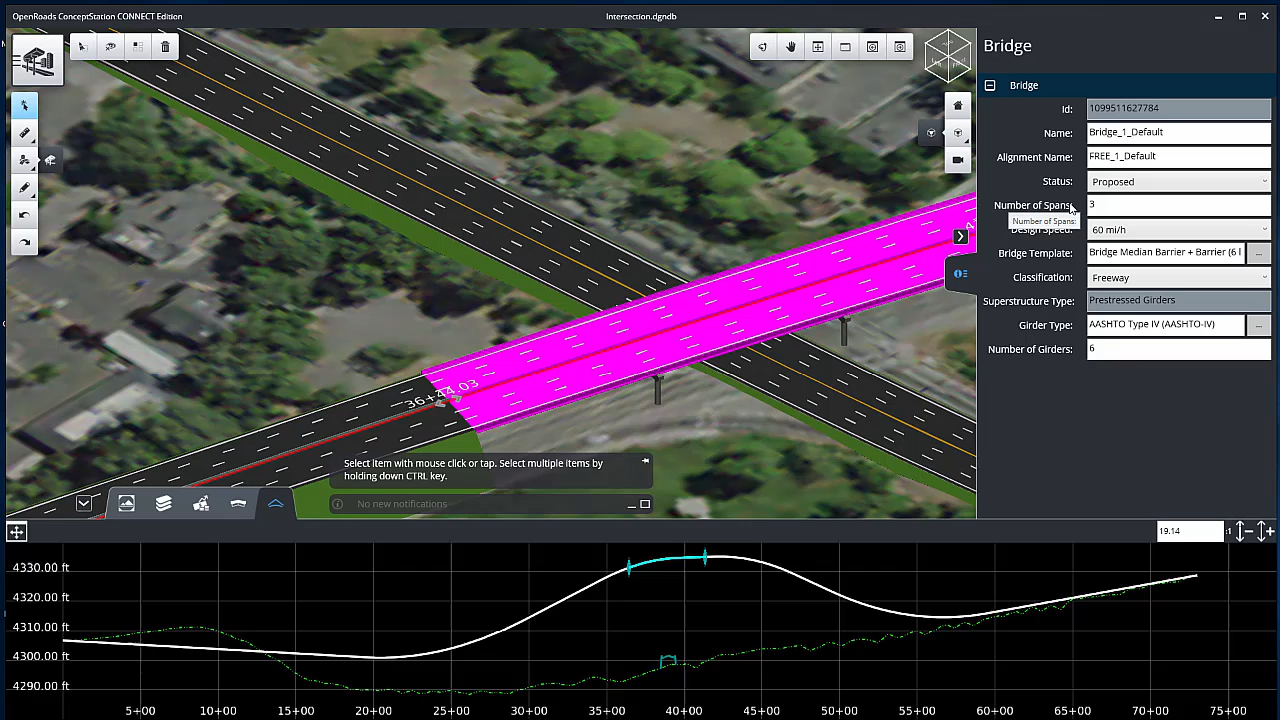 OpenRoads ConceptStation CONNECT Edition
Intersection.dgndb
Bridge
Bridge
Id: 1099511627784
Name: Bridge_1_Default
Alignment Name: FREE_1_Default
Status: Proposed
Number of Spans: 3
Number of Spans:
Design Speed: 60 mi/h
Bridge Template: Bridge Median Barrier + Barrier (6 l ...
Classification: Freeway
Superstructure Type: Prestressed Girders
Girder Type: AASHTO Type IV (AASHTO-IV) ...
Number of Girders: 6
36+44.03
Select item with mouse click or tap. Select multiple items by
holding down CTRL key.
No new notifications
19.14 :1
4330.00 ft
4320.00 ft
4310.00 ft
4300.00 ft
4290.00 ft
5+00 10+00 15+00 20+00 25+00 30+00 35+00 40+00 45+00 50+00 55+00 60+00 65+00 70+00 75+00